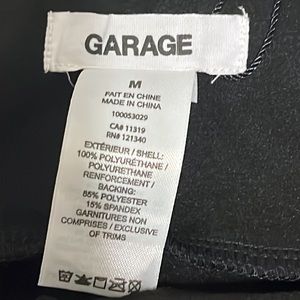 GARAGE
M
FAIT EN CHINE
MADE IN CHINA
100053029
CA# 11319
RN# 121340
EXTÉRIEUR / SHELL:
100% POLYURÉTHANE /
POLYURETHANE
RENFORCEMENT /
BACKING:
85% POLYESTER
15% SPANDEX
GARNITURES NON
COMPRISES / EXCLUSIVE
OF TRIMS